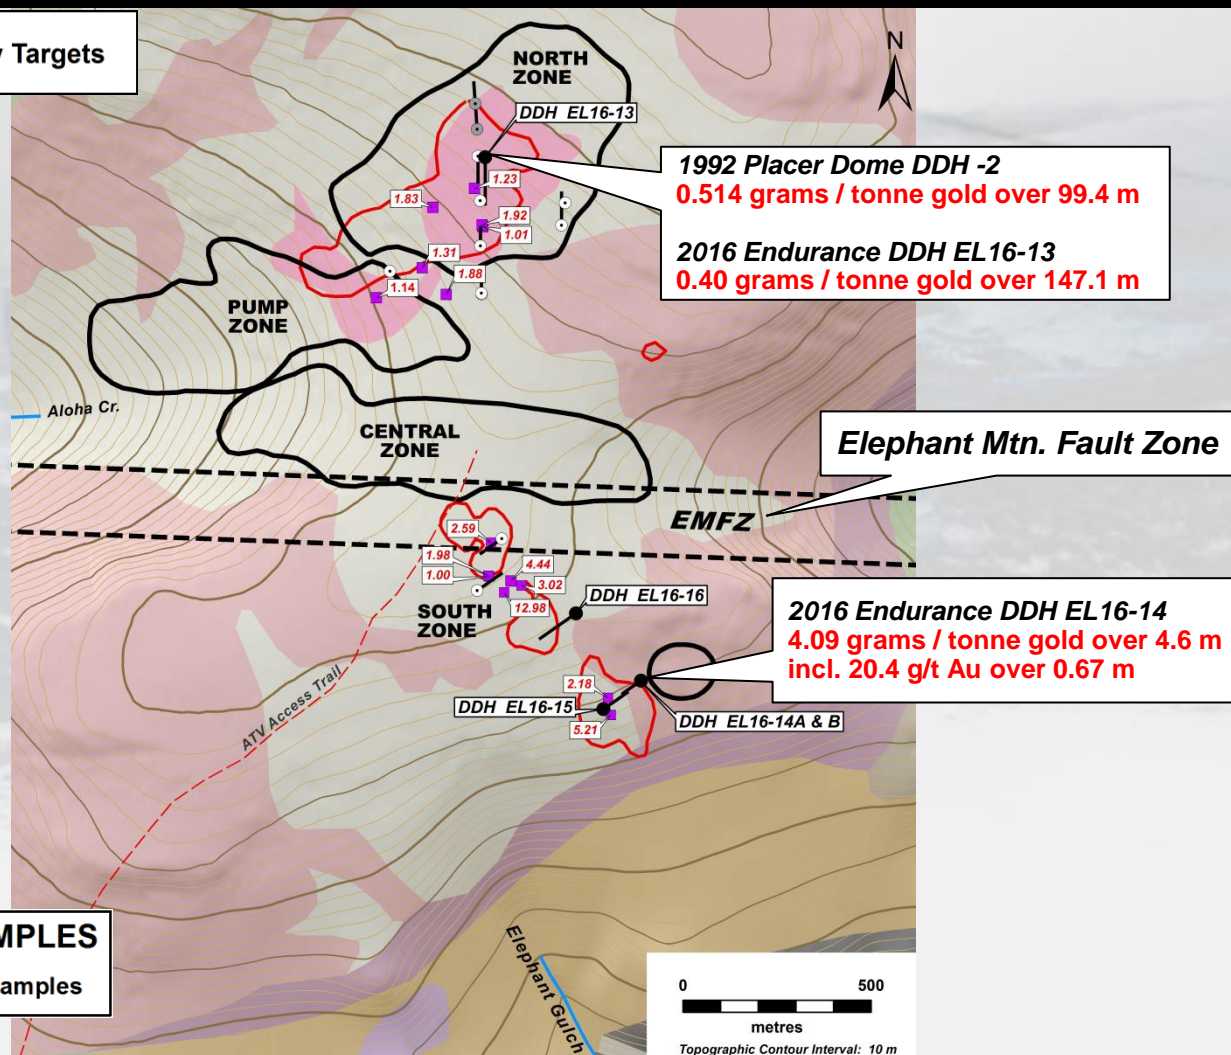 Targets
N
NORTH
ZONE
DDH EL16-13
1992 Placer Dome DDH -2
0.514 grams / tonne gold over 99.4 m
2016 Endurance DDH EL16-13
0.40 grams / tonne gold over 147.1 m
1.23
1.83
1.92
1.01
1.31
1.88
1.14
PUMP
ZONE
Aloha Cr.
CENTRAL
ZONE
Elephant Mtn. Fault Zone
EMFZ
2.59
1.98
1.00
4.44
3.02
12.98
DDH EL16-16
SOUTH
ZONE
2016 Endurance DDH EL16-14
4.09 grams / tonne gold over 4.6 m
incl. 20.4 g/t Au over 0.67 m
2.18
DDH EL16-15
5.21
DDH EL16-14A & B
ATV Access Trail
MPLES
amples
Elephant Gulch
0 500
metres
Topographic Contour Interval: 10 m